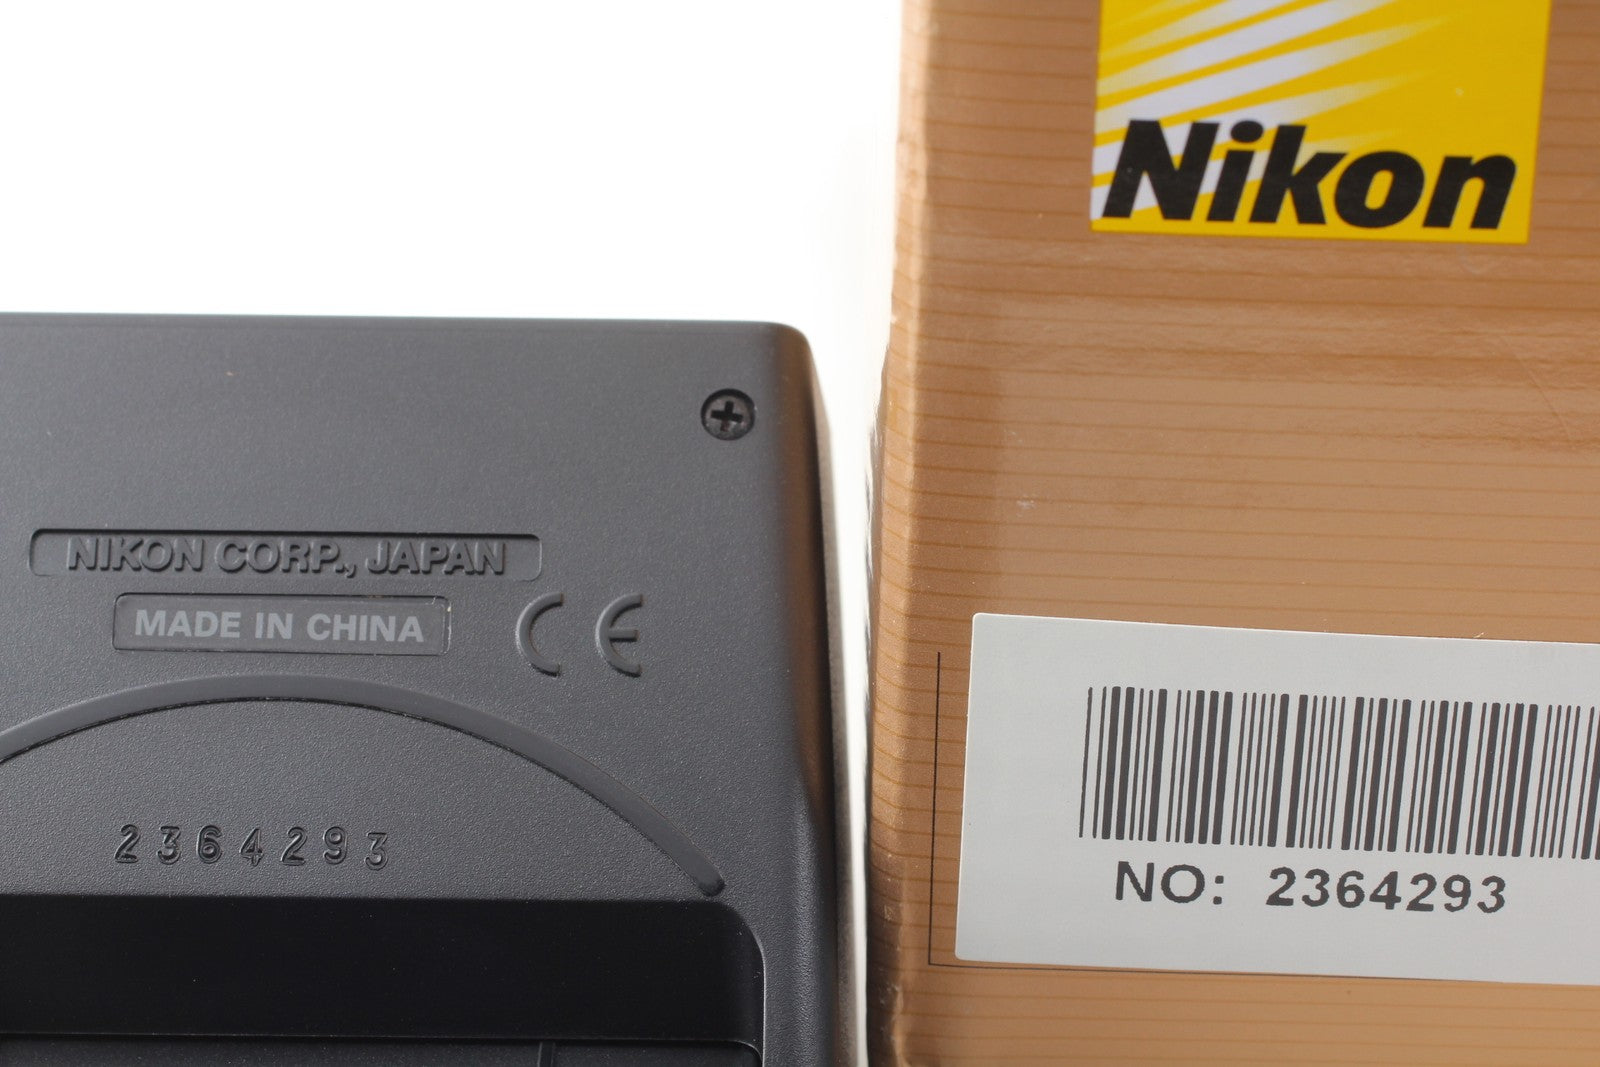 NIKON CORP., JAPAN
MADE IN CHINA
CE
2364293
Nikon
NO: 2364293